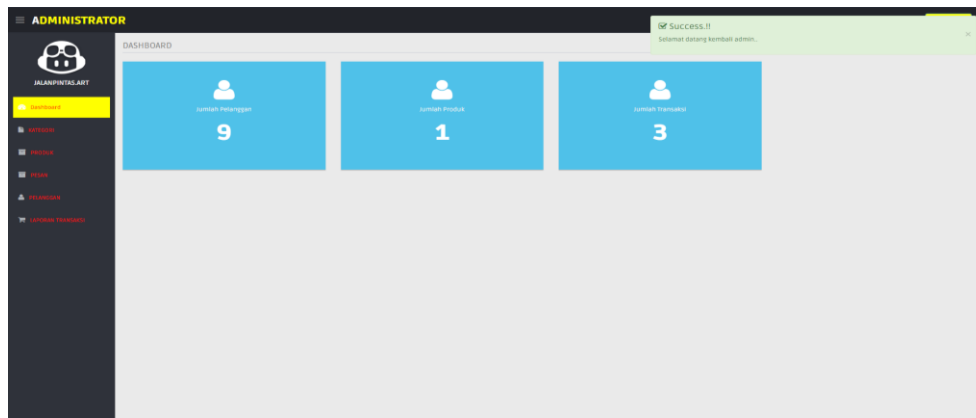 ADMINISTRATOR
Success.!!
Selamat datang kembali admin..
×
JALANPINTAS.ART
DASHBOARD
Dashboard
KATEGORI
PRODUK
PESAN
PELANGGAN
LAPORAN TRANSAKSI
Jumlah Pelanggan
9
Jumlah Produk
1
Jumlah Transaksi
3